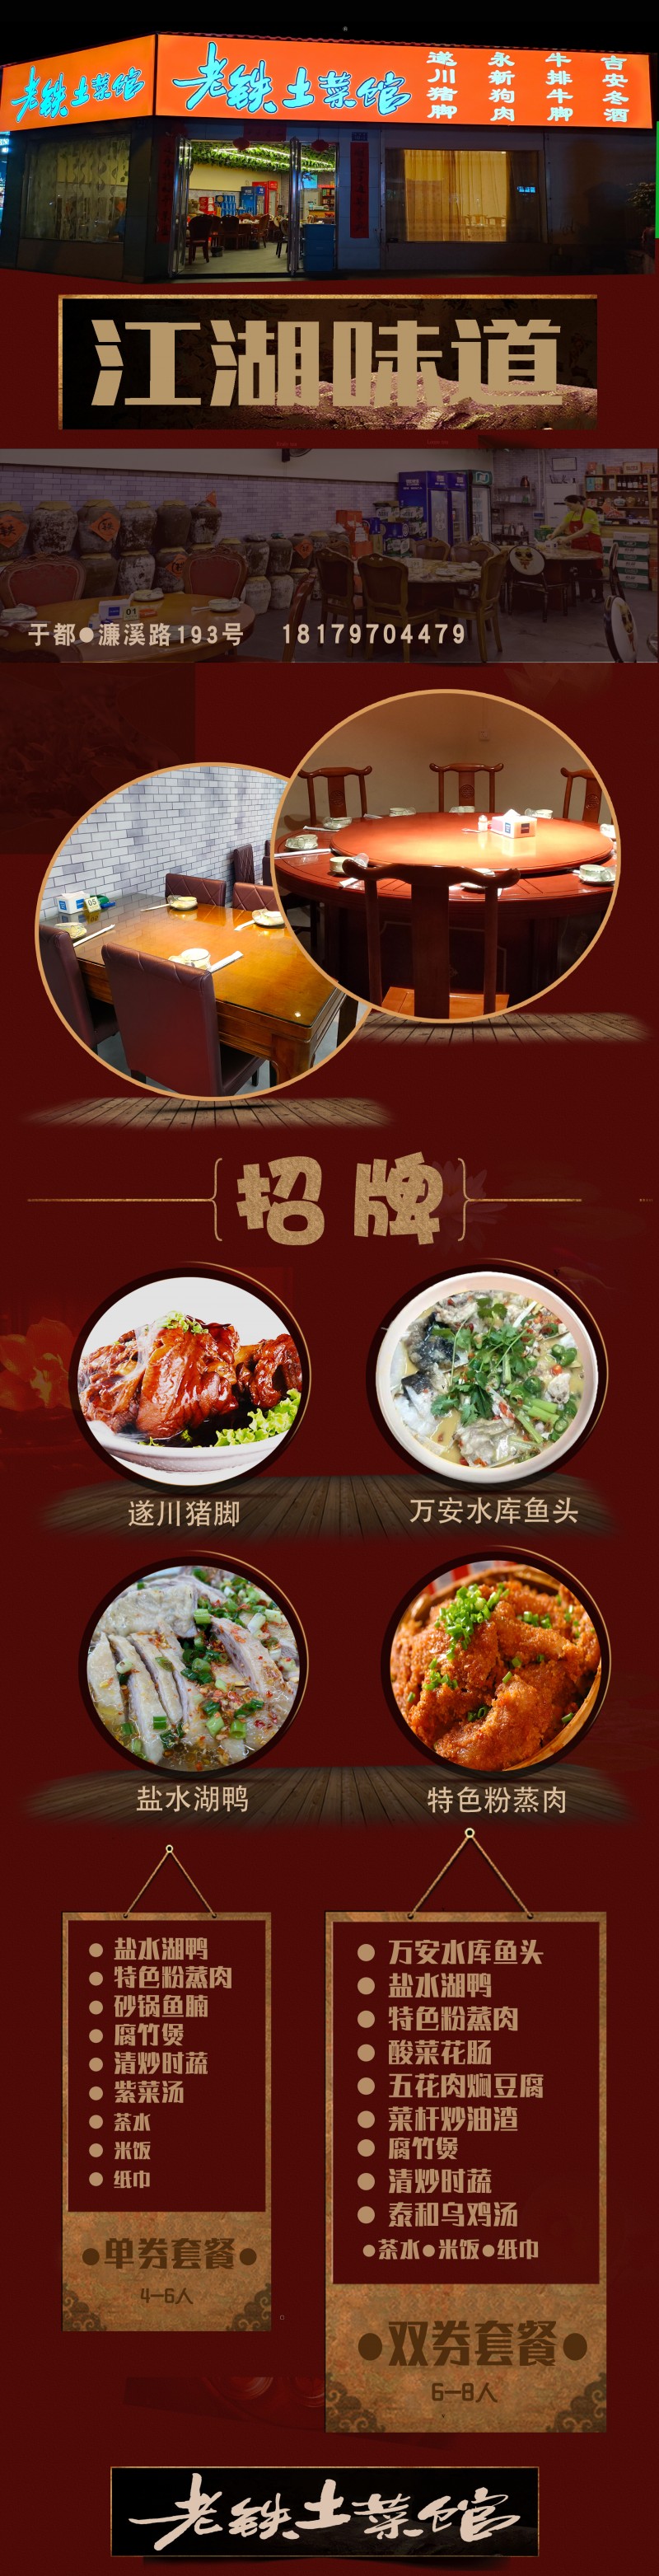 老铁土菜馆
老铁土菜馆
遂川猪脚
永新狗肉
牛排牛脚
吉安冬酒
江湖味道
01
于都●濂溪路193号 18179704479
05
招牌
遂川猪脚
万安水库鱼头
盐水湖鸭
特色粉蒸肉
●盐水湖鸭
●特色粉蒸肉
●砂锅鱼腩
●腐竹煲
●清炒时蔬
●紫菜汤
●茶水
●米饭
●纸巾
●单券套餐●
4—6人
●万安水库鱼头
●盐水湖鸭
●特色粉蒸肉
●酸菜花肠
●五花肉焖豆腐
●菜杆炒油渣
●腐竹煲
●清炒时蔬
●泰和乌鸡汤
●茶水●米饭●纸巾
●双券套餐●
6—8人
老铁土菜馆